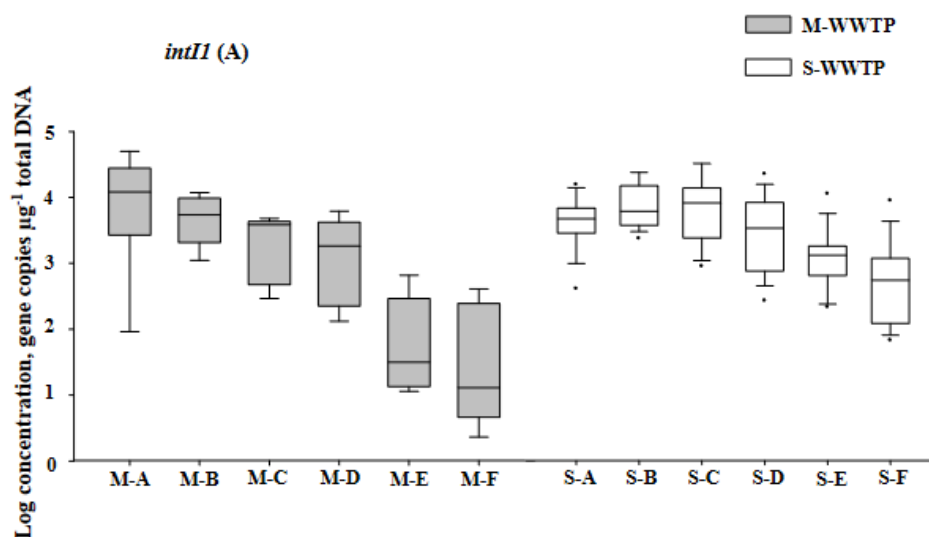 intI1 (A)
M-WWTP
S-WWTP
Log concentration, gene copies µg⁻¹ total DNA
5
4
3
2
1
0
M-A M-B M-C M-D M-E M-F S-A S-B S-C S-D S-E S-F